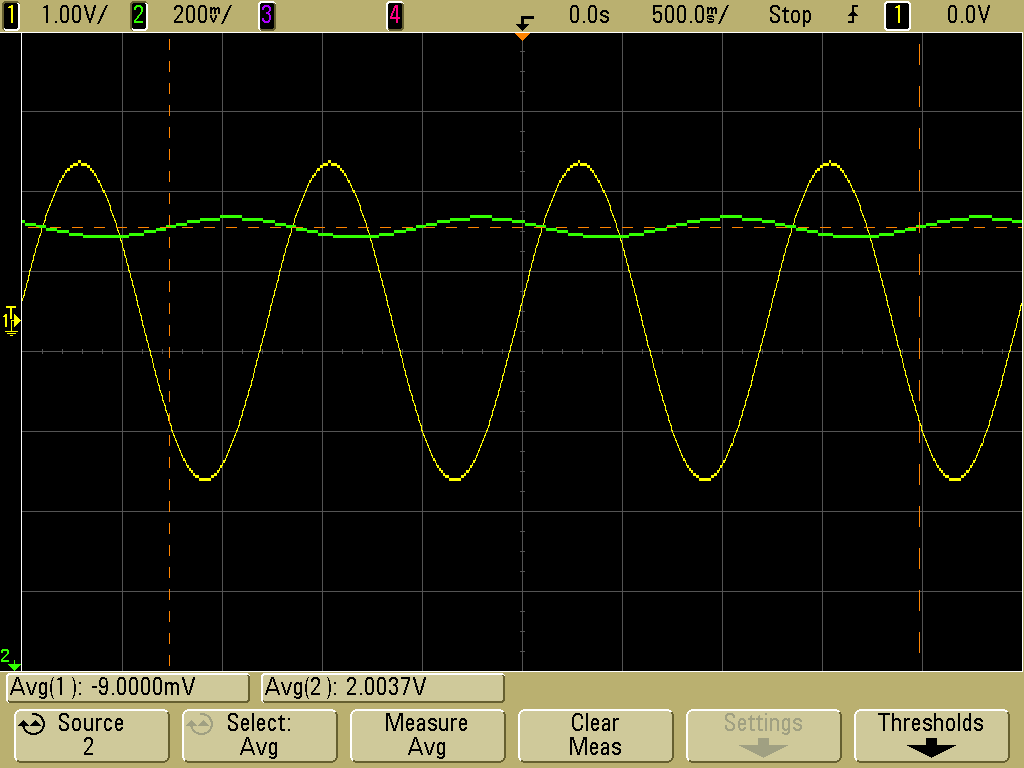 1 1.00V/ 2 200mV/ 3 4 0.0s 500.0ms/ Stop 1 0.0V
T
1
2
Avg(1): -9.0000mV Avg(2): 2.0037V
Source Select: Measure Clear Settings Thresholds
2 Avg Avg Meas